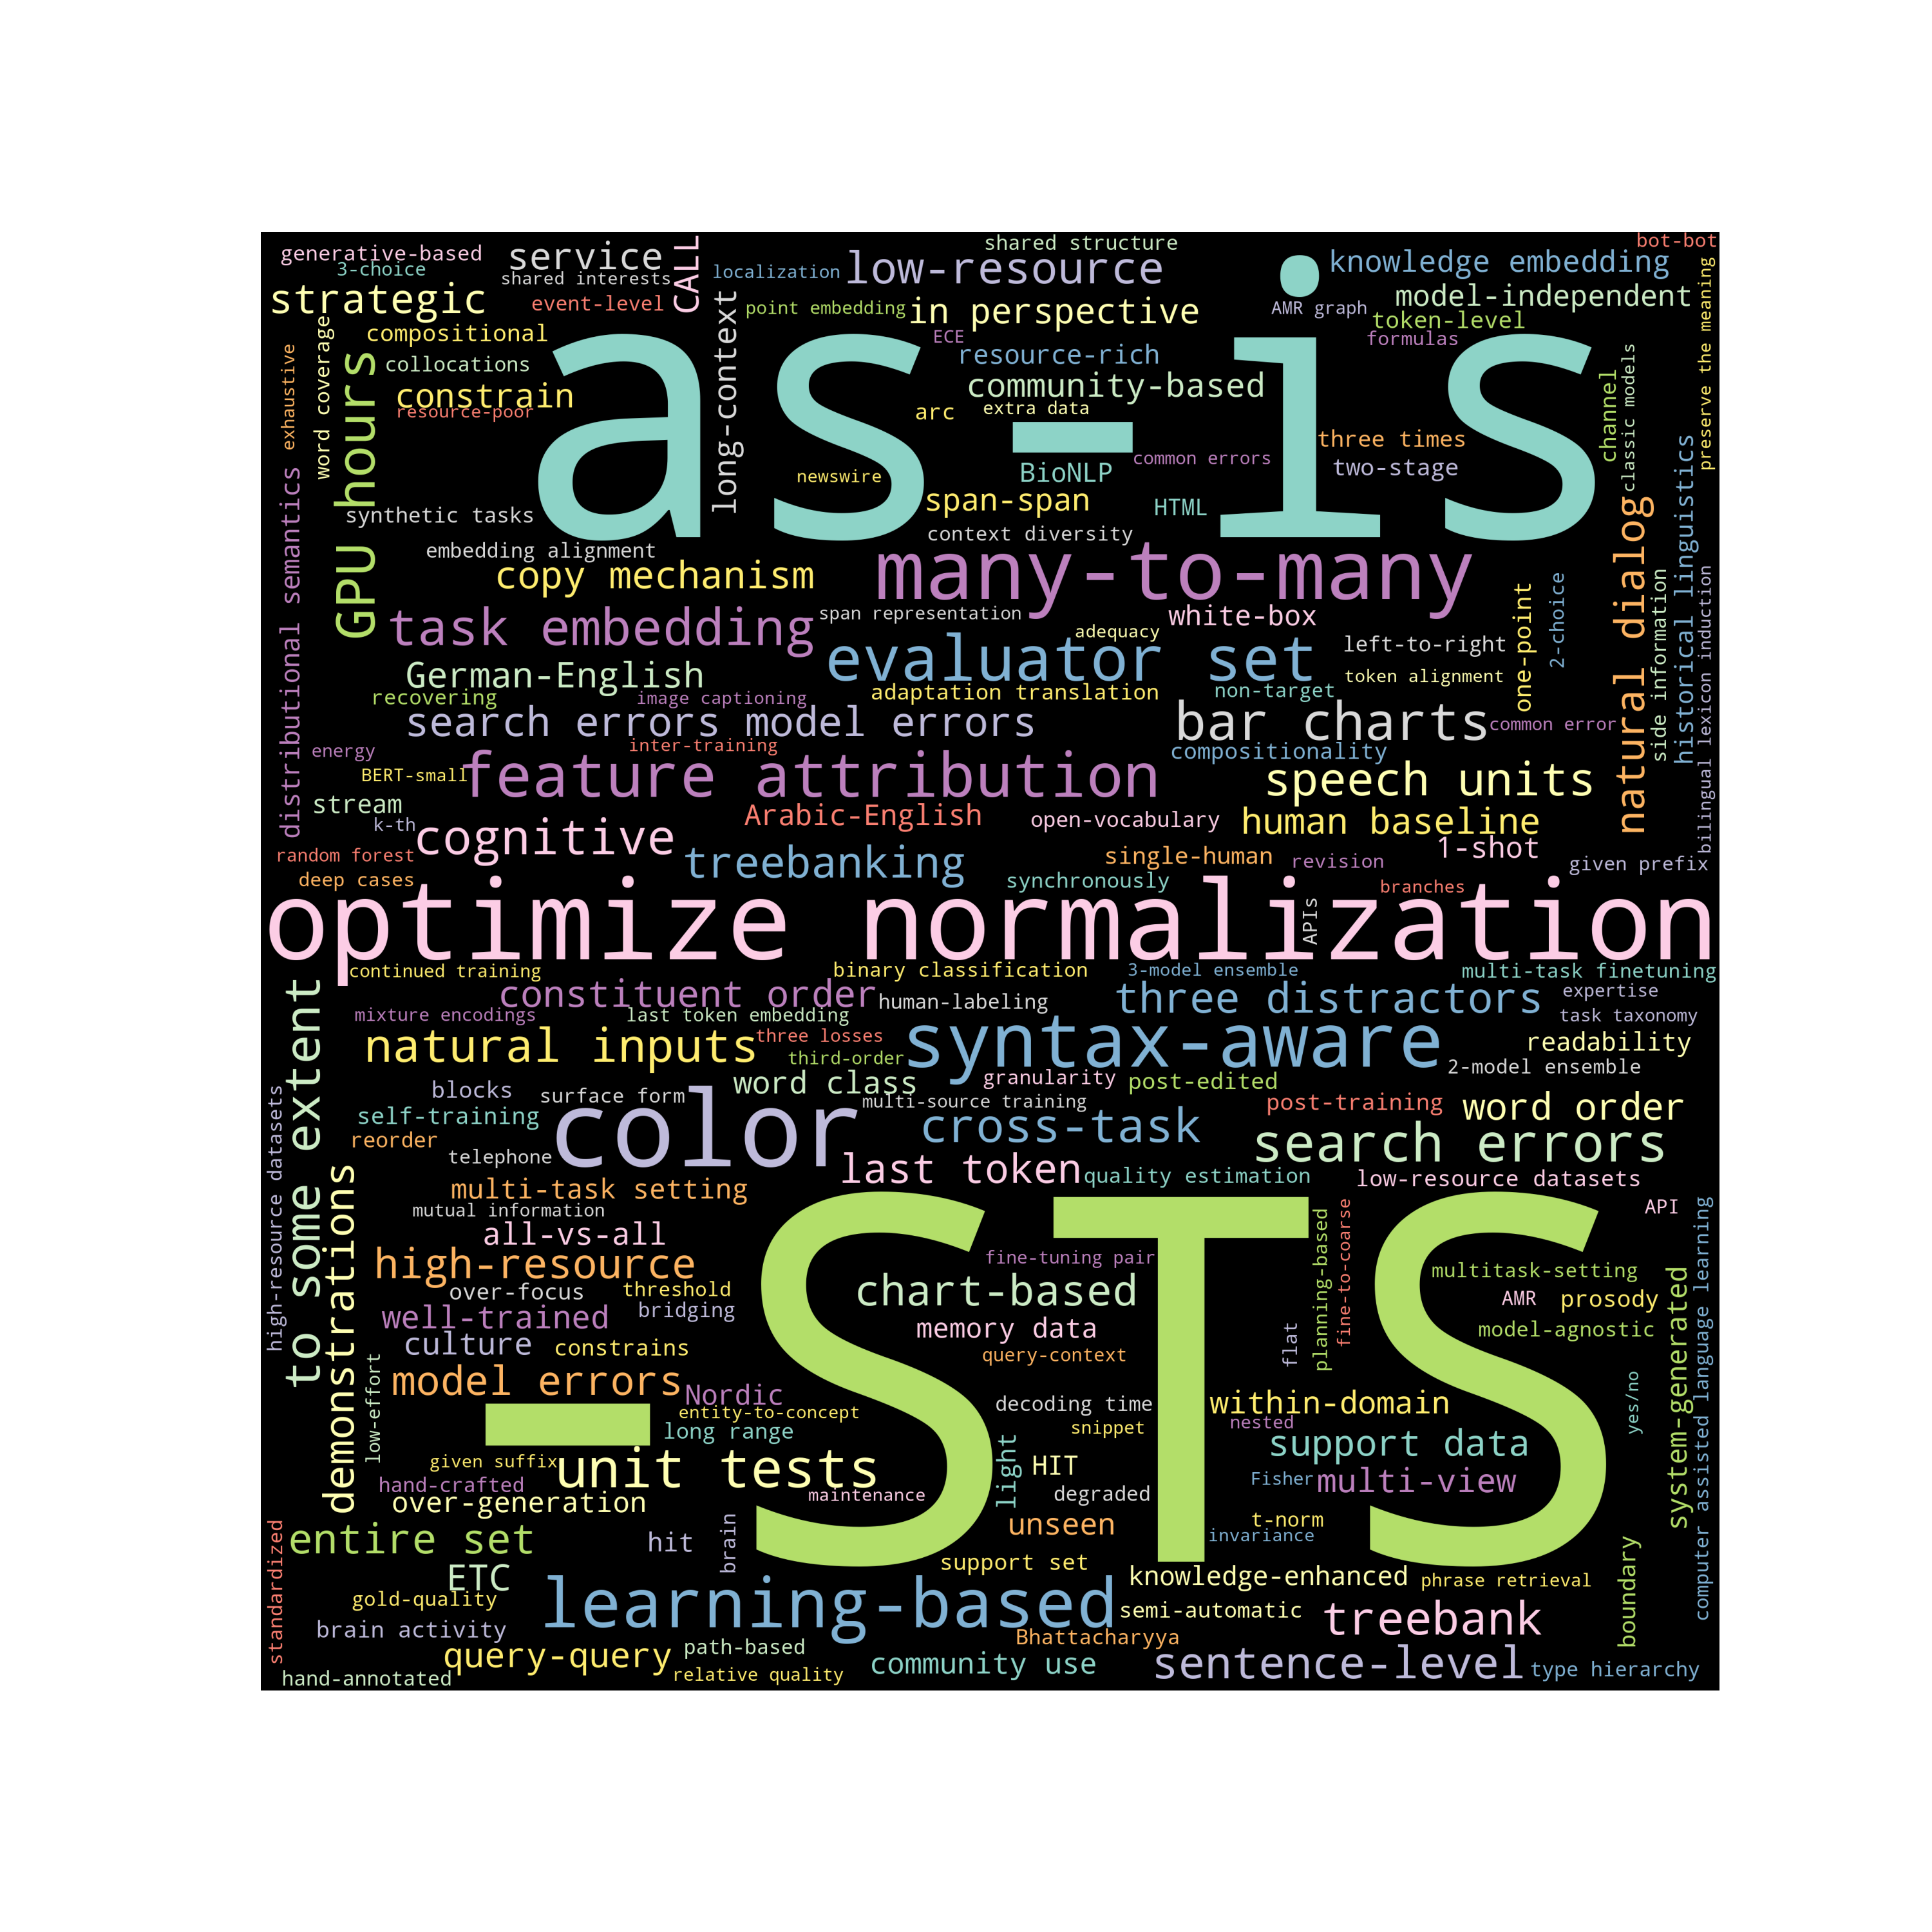 generative-based
service
CALL
shared structure
bot-bot
3-choice
shared interests
localization
low-resource
knowledge embedding
strategic
event-level
point embedding
in perspective
AMR graph
model-independent
token-level
formulas
preserve the meaning
word coverage
compositional
ECE
as-is
exhaustive
GPU hours
collocations
long-context
resource-rich
channel
classic models
constrain
resource-poor
community-based
arc
extra data
three times
newswire
BioNLP
common errors
two-stage
distributional semantics
synthetic tasks
span-span
HTML
natural dialog
historical linguistics
embedding alignment
context diversity
copy mechanism
many-to-many
one-point
2-choice
side information
bilingual lexicon induction
task embedding
span representation
white-box
adequacy
left-to-right
German-English
evaluator set
token alignment
recovering
image captioning
adaptation translation
non-target
search errors model errors
bar charts
common error
energy
inter-training
compositionality
BERT-small
feature attribution
speech units
stream
k-th
Arabic-English
open-vocabulary
human baseline
random forest
cognitive
treebanking
single-human
revision
1-shot
given prefix
deep cases
synchronously
branches
optimize normalization
APIs
continued training
binary classification
3-model ensemble
multi-task finetuning
to some extent
constituent order
human-labeling
three distractors
expertise
mixture encodings
last token embedding
task taxonomy
natural inputs
three losses
syntax-aware
readability
third-order
2-model ensemble
high-resource datasets
blocks
surface form
word class
granularity
post-edited
self-training
color
multi-source training
post-training
word order
reorder
cross-task
search errors
telephone
last token
quality estimation
low-resource datasets
demonstrations
multi-task setting
mutual information
API
all-vs-all
-STS
planning-based
fine-to-coarse
computer assisted language learning
high-resource
fine-tuning pair
multitask-setting
system-generated
over-focus
threshold
chart-based
AMR
prosody
well-trained
bridging
memory data
flat
model-agnostic
culture
constrains
query-context
low-effort
model errors
Nordic
decoding time
within-domain
yes/no
entity-to-concept
snippet
nested
long range
light
support data
given suffix
unit tests
HIT
Fisher
multi-view
hand-crafted
maintenance
degraded
over-generation
unseen
t-norm
standardized
entire set
hit
brain
invariance
boundary
support set
ETC
learning-based
knowledge-enhanced
phrase retrieval
gold-quality
semi-automatic
treebank
brain activity
path-based
Bhattacharyya
query-query
relative quality
community use
sentence-level
type hierarchy
hand-annotated